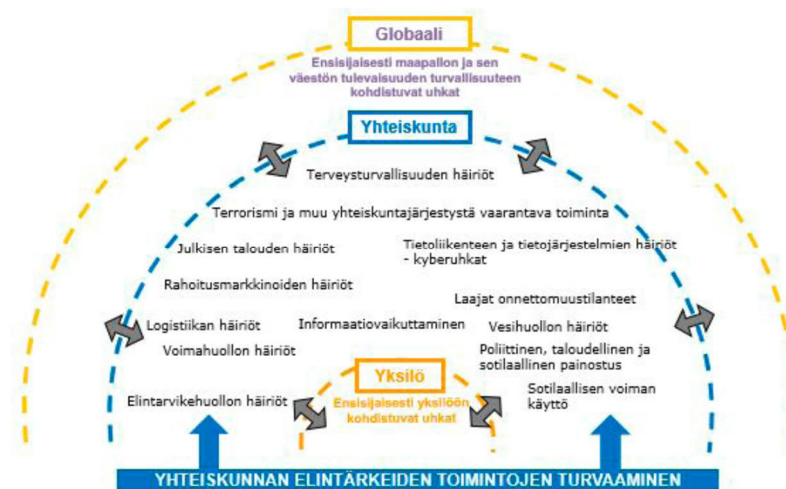 Globaali
Ensisijaisesti maapallon ja sen
väestön tulevaisuuden turvallisuuteen
kohdistuvat uhkat
Yhteiskunta
Terveysturvallisuuden häiriöt
Terrorismi ja muu yhteiskuntajärjestystä vaarantava toiminta
Julkisen talouden häiriöt
Tietoliikenteen ja tietojärjestelmien häiriöt
- kyberuhkat
Rahoitusmarkkinoiden häiriöt
Laajat onnettomuustilanteet
Logistiikan häiriöt
Informaatiovaikuttaminen
Vesihuollon häiriöt
Voimahuollon häiriöt
Poliittinen, taloudellinen ja
sotilaallinen painostus
Yksilö
Ensisijaisesti yksilöön
kohdistuvat uhkat
Sotilaallisen voiman
käyttö
Elintarvikehuollon häiriöt
YHTEISKUNNAN ELINTÄRKEIDEN TOIMINTOJEN TURVAAMINEN